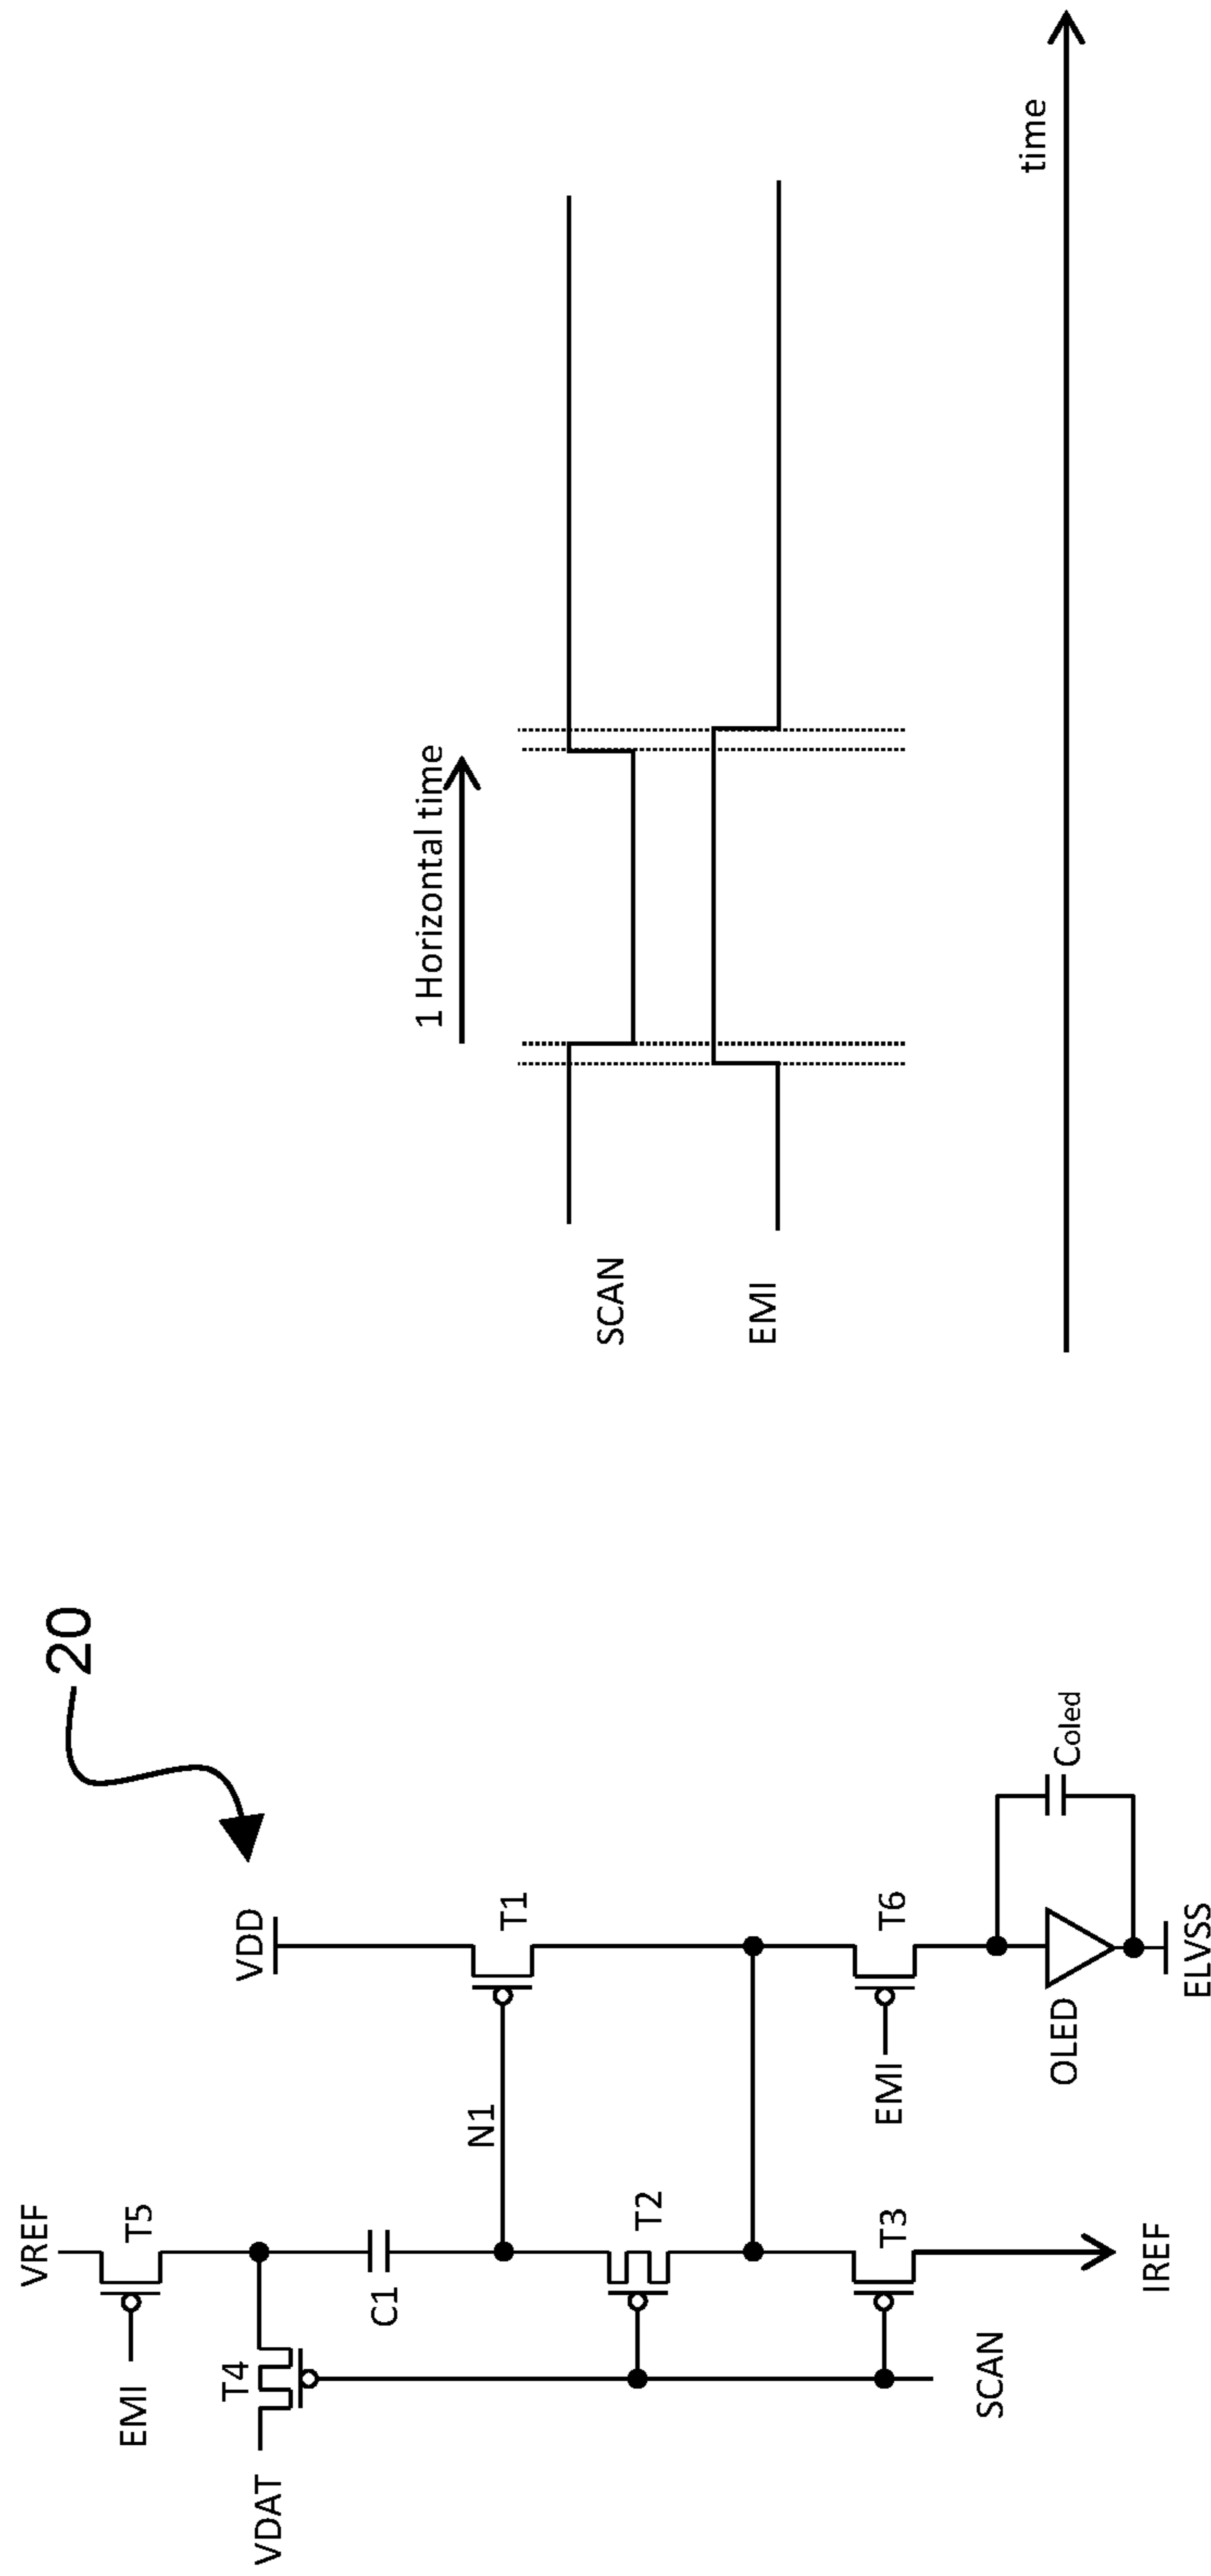 20
VREF
VDD
EMI
T5
VDAT
T4
C1
N1
T1
T2
T3
SCAN
IREF
EMI
T6
OLED
Coled
ELVSS
1 Horizontal time
SCAN
EMI
time